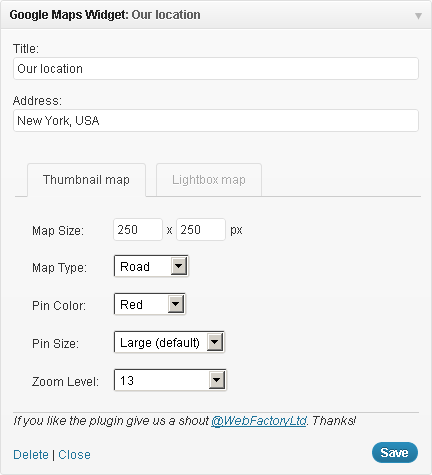 Google Maps Widget: Our location
Title:
Our location
Address:
New York, USA
Thumbnail map Lightbox map
Map Size: 250 x 250 px
Map Type: Road
Pin Color: Red
Pin Size: Large (default)
Zoom Level: 13
If you like the plugin give us a shout @WebFactoryLtd. Thanks!
Delete | Close Save